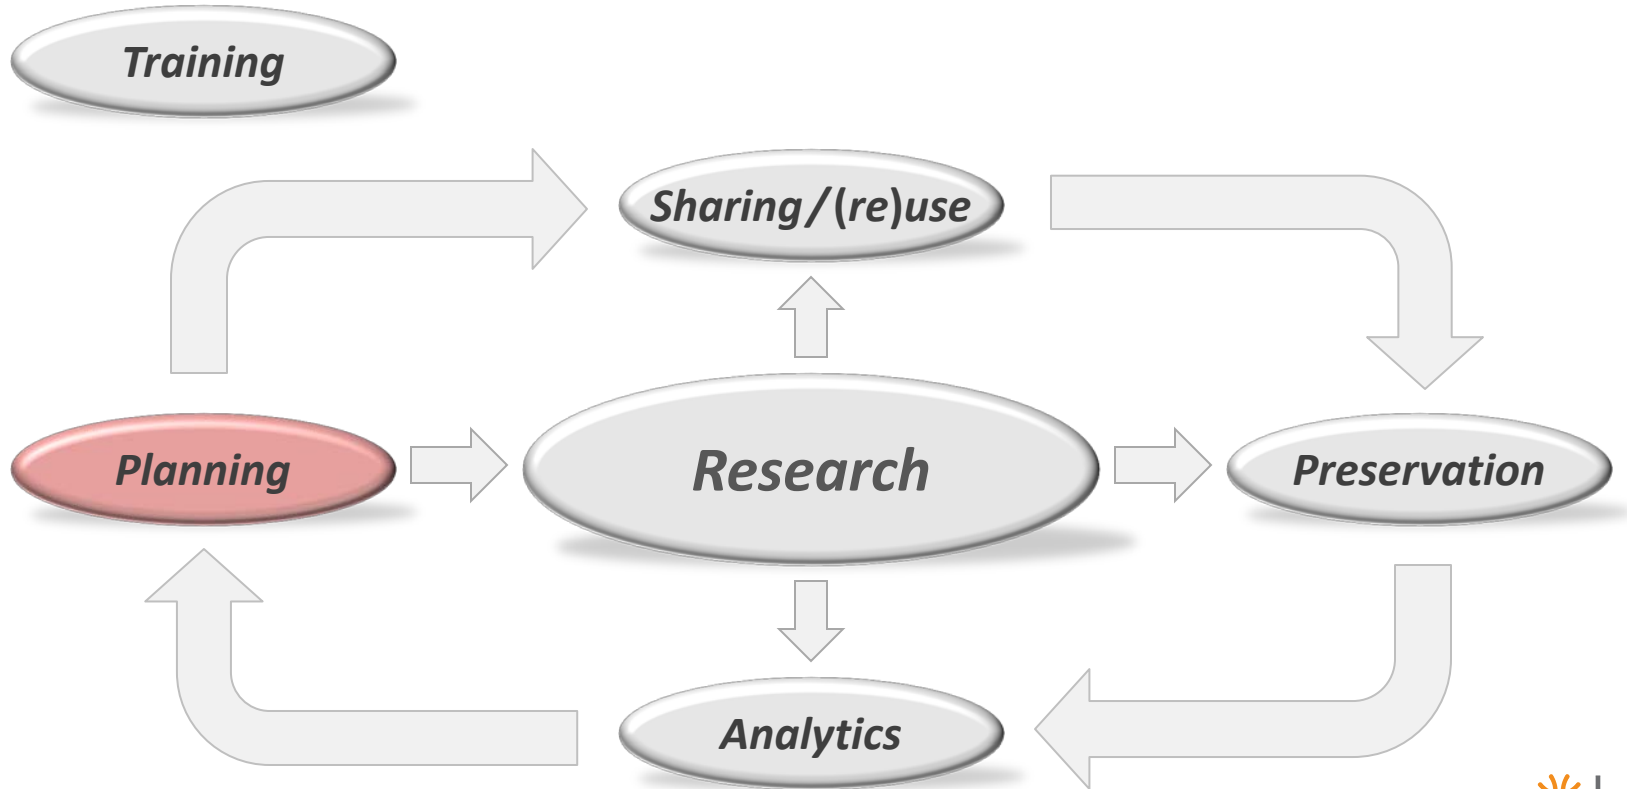 Training
Sharing/(re)use
Planning
Research
Preservation
Analytics